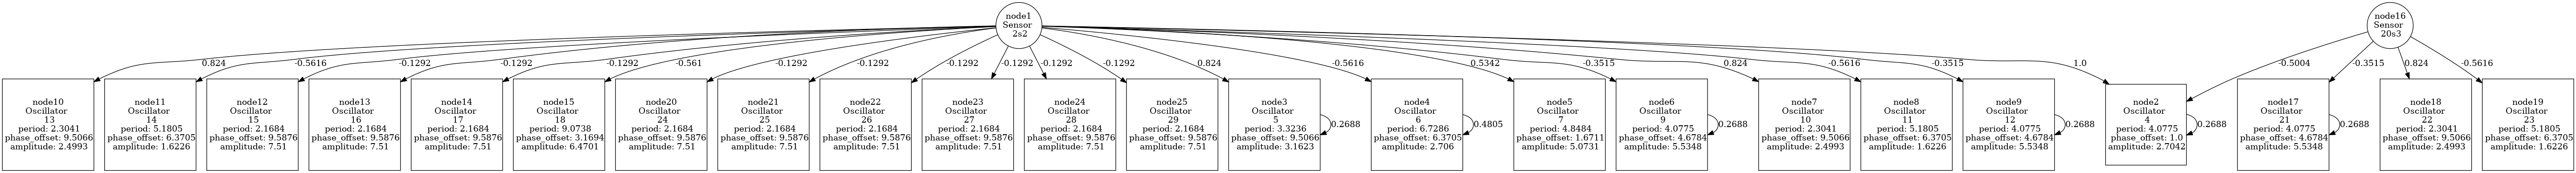 node1
Sensor
2s2
node16
Sensor
20s3
0.824
-0.5616
-0.1292
-0.1292
-0.1292
-0.561
-0.1292
-0.1292
-0.1292
-0.1292
-0.1292
-0.1292
0.824
-0.5616
0.5342
-0.3515
0.824
-0.5616
-0.3515
1.0
-0.5004
-0.3515
0.824
-0.5616
node10
Oscillator
13
period: 2.3041
phase_offset: 9.5066
amplitude: 2.4993
node11
Oscillator
14
period: 5.1805
phase_offset: 6.3705
amplitude: 1.6226
node12
Oscillator
15
period: 2.1684
phase_offset: 9.5876
amplitude: 7.51
node13
Oscillator
16
period: 2.1684
phase_offset: 9.5876
amplitude: 7.51
node14
Oscillator
17
period: 2.1684
phase_offset: 9.5876
amplitude: 7.51
node15
Oscillator
18
period: 9.0738
phase_offset: 3.1694
amplitude: 6.4701
node20
Oscillator
24
period: 2.1684
phase_offset: 9.5876
amplitude: 7.51
node21
Oscillator
25
period: 2.1684
phase_offset: 9.5876
amplitude: 7.51
node22
Oscillator
26
period: 2.1684
phase_offset: 9.5876
amplitude: 7.51
node23
Oscillator
27
period: 2.1684
phase_offset: 9.5876
amplitude: 7.51
node24
Oscillator
28
period: 2.1684
phase_offset: 9.5876
amplitude: 7.51
node25
Oscillator
29
period: 2.1684
phase_offset: 9.5876
amplitude: 7.51
node3
Oscillator
5
period: 3.3236
phase_offset: 9.5066
amplitude: 3.1623
0.2688
node4
Oscillator
6
period: 6.7286
phase_offset: 6.3705
amplitude: 2.706
0.4805
node5
Oscillator
7
period: 4.8484
phase_offset: 1.6711
amplitude: 5.0731
node6
Oscillator
9
period: 4.0775
phase_offset: 4.6784
amplitude: 5.5348
0.2688
node7
Oscillator
10
period: 2.3041
phase_offset: 9.5066
amplitude: 2.4993
node8
Oscillator
11
period: 5.1805
phase_offset: 6.3705
amplitude: 1.6226
node9
Oscillator
12
period: 4.0775
phase_offset: 4.6784
amplitude: 5.5348
0.2688
node2
Oscillator
4
period: 4.0775
phase_offset: 1.0
amplitude: 2.7042
0.2688
node17
Oscillator
21
period: 4.0775
phase_offset: 4.6784
amplitude: 5.5348
0.2688
node18
Oscillator
22
period: 2.3041
phase_offset: 9.5066
amplitude: 2.4993
node19
Oscillator
23
period: 5.1805
phase_offset: 6.3705
amplitude: 1.6226